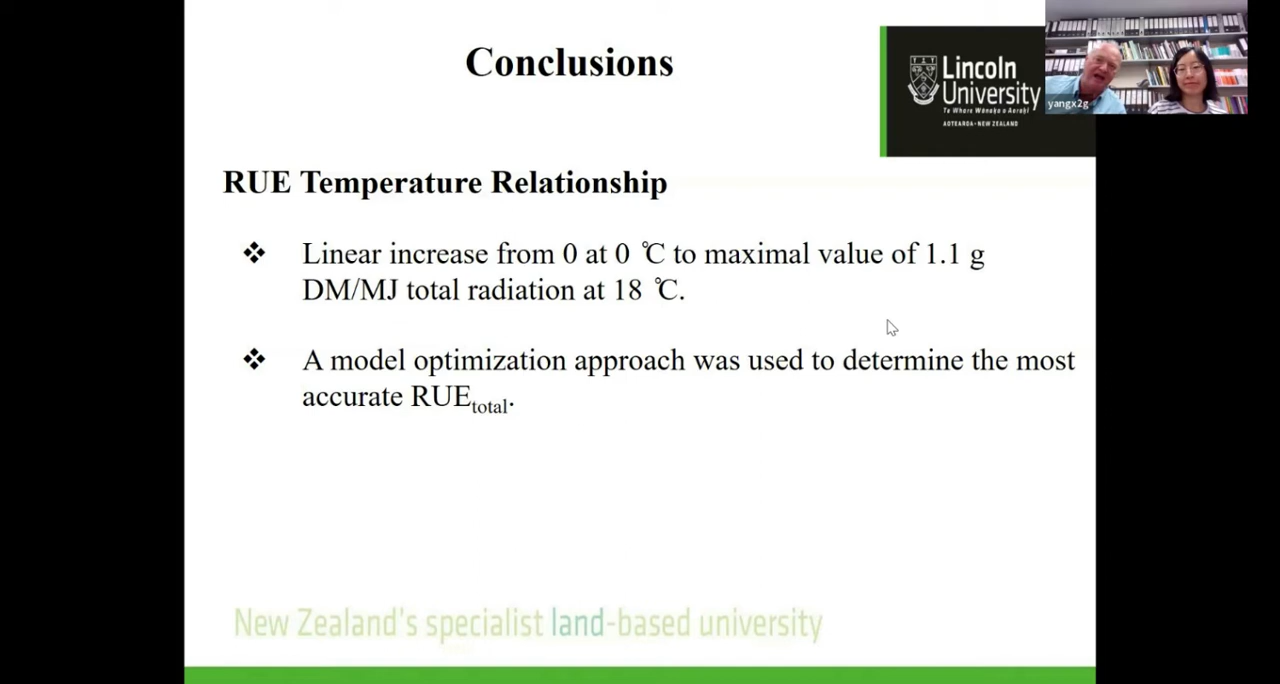 Conclusions
Lincoln
University
Te Whare Wānaka o Aoraki
AOTEAROA • NEW ZEALAND
yangx2g
RUE Temperature Relationship
❖ Linear increase from 0 at 0 ℃ to maximal value of 1.1 g
DM/MJ total radiation at 18 ℃.
❖ A model optimization approach was used to determine the most
accurate RUEtotal.
New Zealand's specialist land-based university